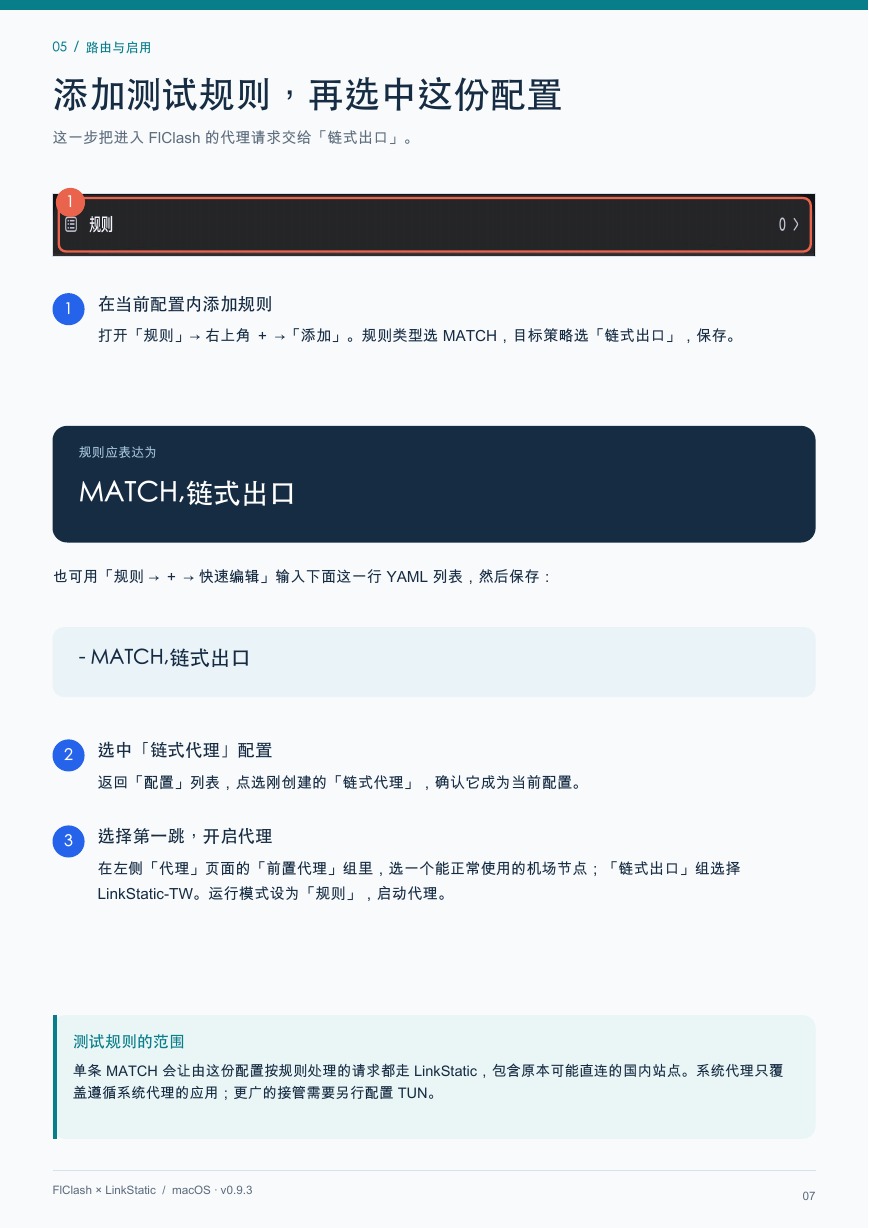 05 / 路由与启用
添加测试规则，再选中这份配置
这一步把进入 FlClash 的代理请求交给「链式出口」。
1
规则
0 〉
1
在当前配置内添加规则
打开「规则」→ 右上角 + →「添加」。规则类型选 MATCH，目标策略选「链式出口」，保存。
规则应表达为
MATCH,链式出口
也可用「规则 → + → 快速编辑」输入下面这一行 YAML 列表，然后保存：
- MATCH,链式出口
2
选中「链式代理」配置
返回「配置」列表，点选刚创建的「链式代理」，确认它成为当前配置。
3
选择第一跳，开启代理
在左侧「代理」页面的「前置代理」组里，选一个能正常使用的机场节点；「链式出口」组选择
LinkStatic-TW。运行模式设为「规则」，启动代理。
测试规则的范围
单条 MATCH 会让由这份配置按规则处理的请求都走 LinkStatic，包含原本可能直连的国内站点。系统代理只覆
盖遵循系统代理的应用；更广的接管需要另行配置 TUN。
FlClash × LinkStatic / macOS · v0.9.3
07